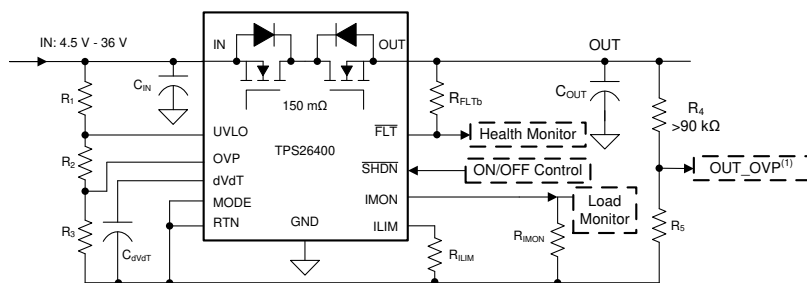 IN: 4.5 V - 36 V
IN
OUT
OUT
CIN
150 mΩ
RFLTb
COUT
R1
R4
>90 kΩ
UVLO
FLT
Health Monitor
R2
OVP
TPS26400
SHDN
ON/OFF Control
OUT_OVP(1)
dVdT
IMON
Load
Monitor
MODE
R3
RTN
GND
ILIM
RIMON
R5
CdVdT
RILIM